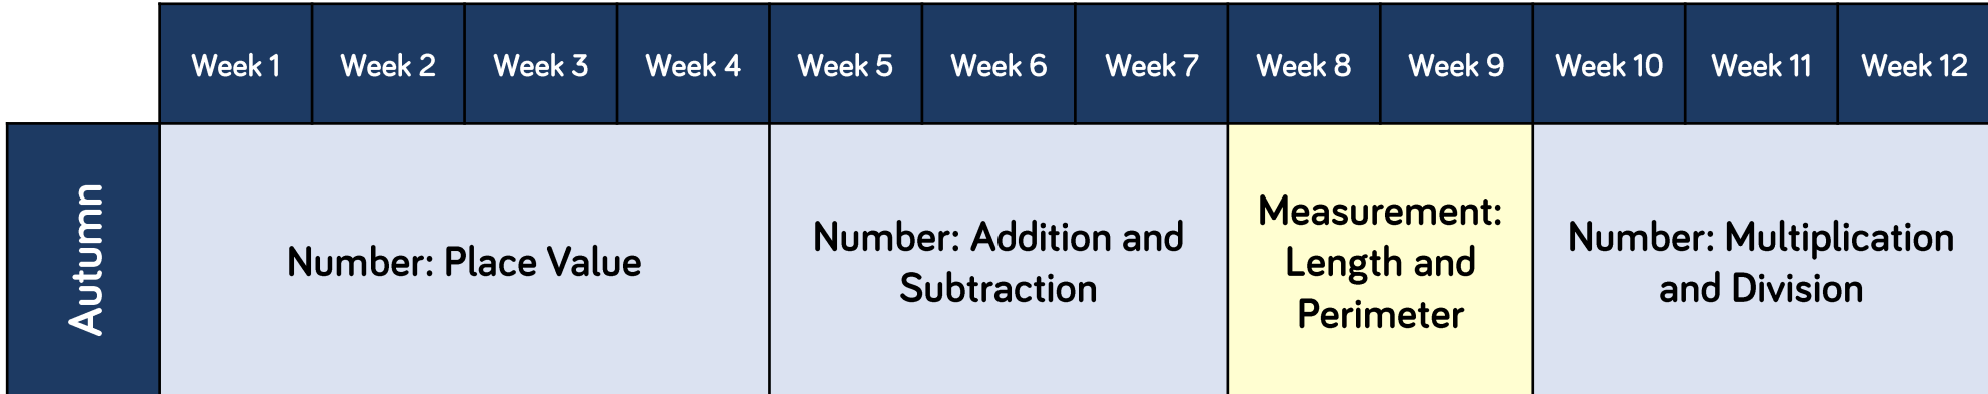 Week 1 Week 2 Week 3 Week 4 Week 5 Week 6 Week 7 Week 8 Week 9 Week 10 Week 11 Week 12
Autumn
Number: Place Value
Number: Addition and
Subtraction
Measurement:
Length and
Perimeter
Number: Multiplication
and Division